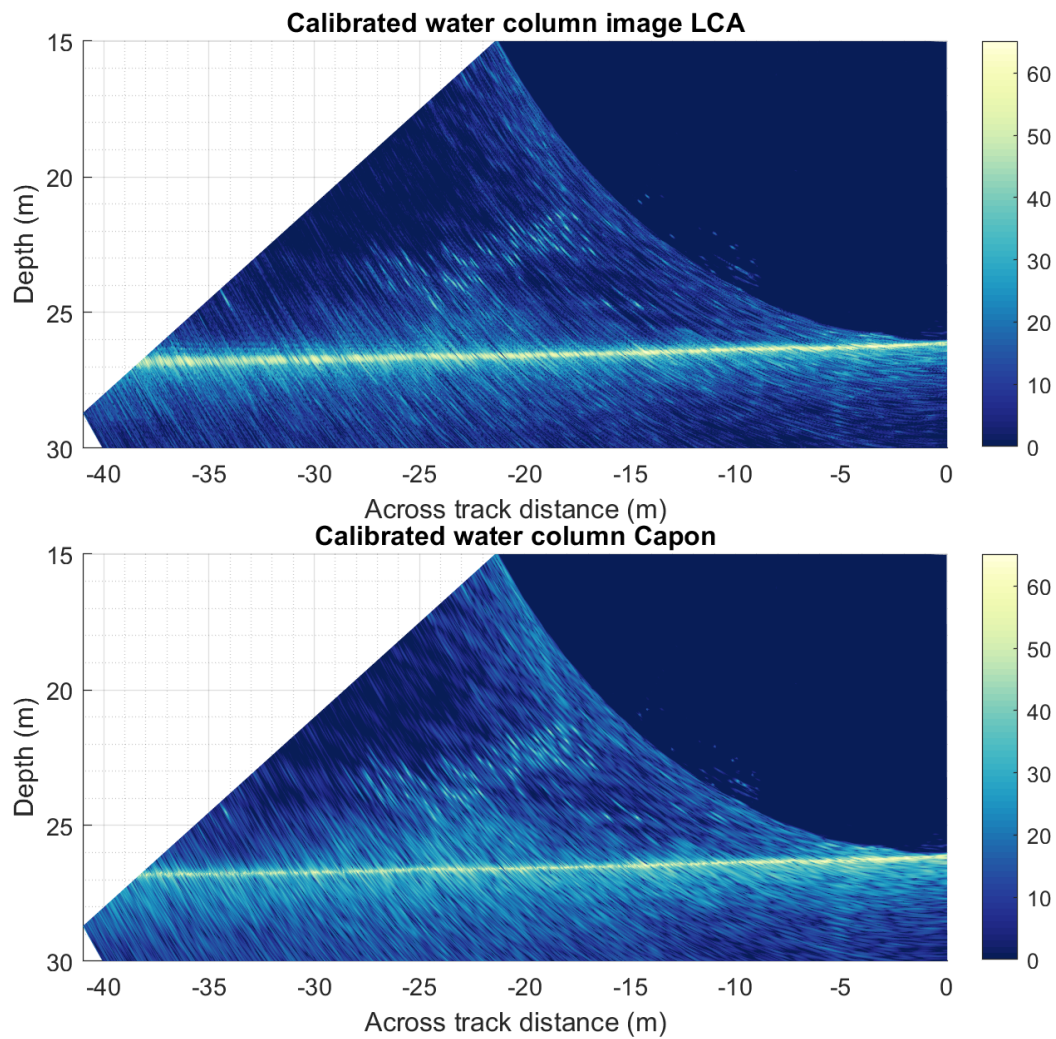 Calibrated water column image LCA
15
20
25
30
Depth (m)
-40 -35 -30 -25 -20 -15 -10 -5 0
Across track distance (m)
60
50
40
30
20
10
0
Calibrated water column Capon
15
20
25
30
Depth (m)
-40 -35 -30 -25 -20 -15 -10 -5 0
Across track distance (m)
60
50
40
30
20
10
0